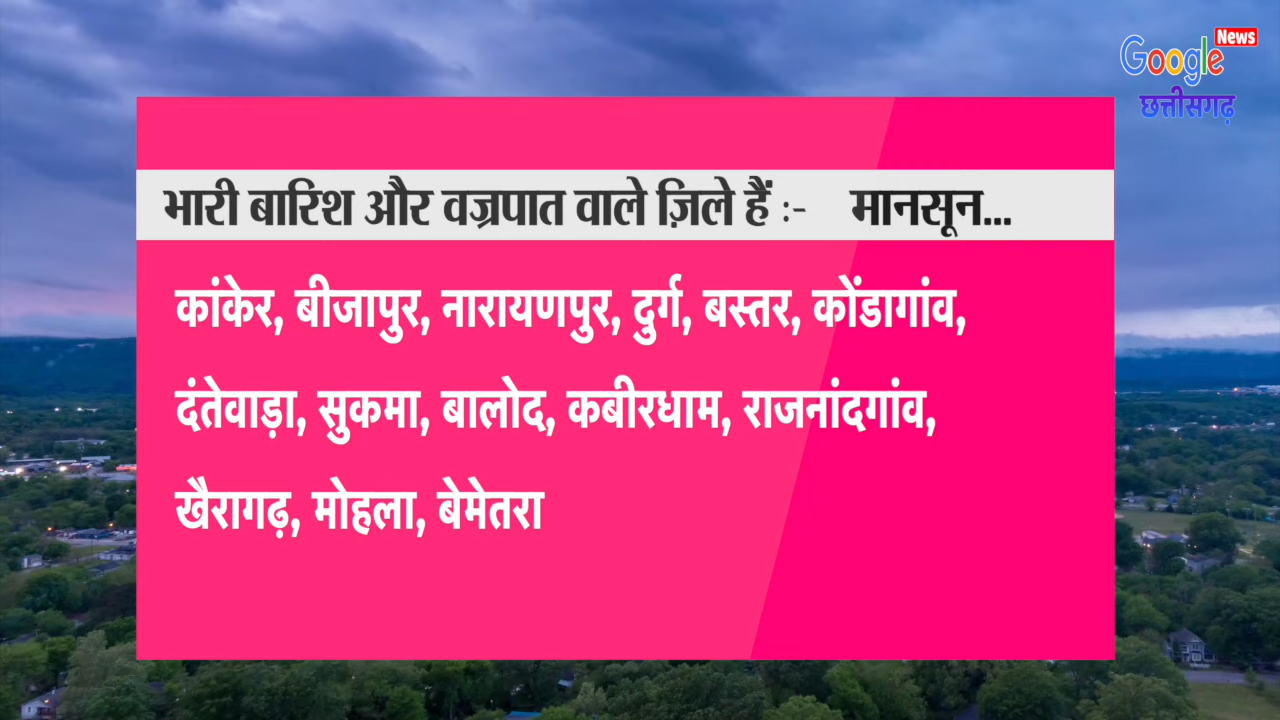 Google News
छत्तीसगढ़
भारी बारिश और वज्रपात वाले ज़िले हैं :- मानसून...
कांकेर, बीजापुर, नारायणपुर, दुर्ग, बस्तर, कोंडागांव,
दंतेवाड़ा, सुकमा, बालोद, कबीरधाम, राजनांदगांव,
खैरागढ़, मोहला, बेमेतरा